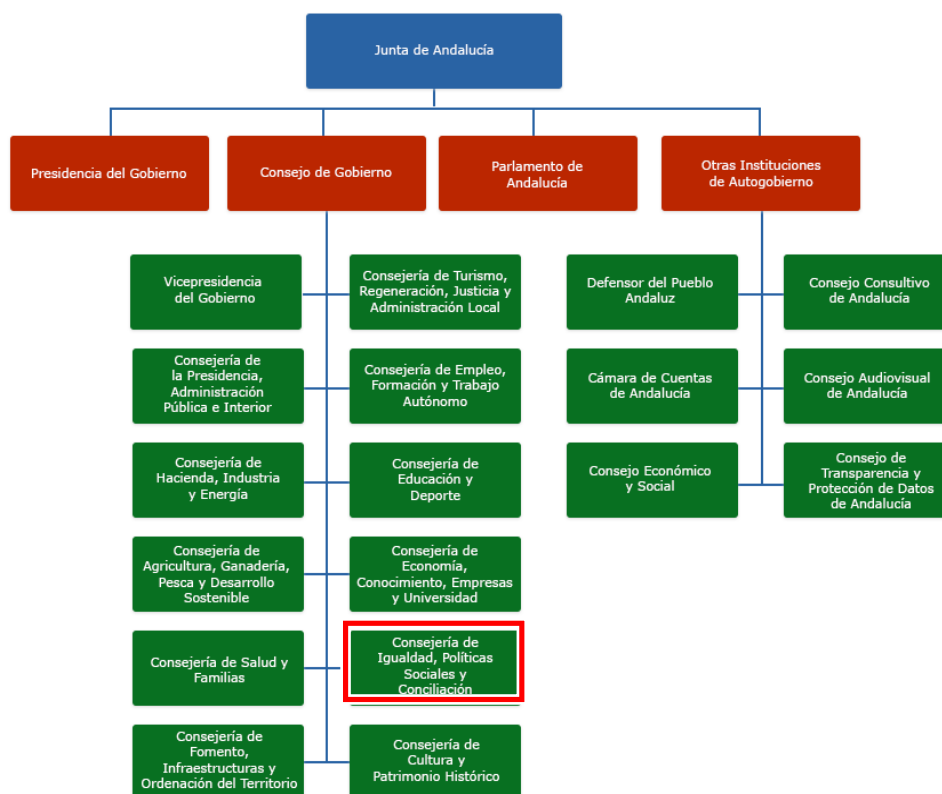 Junta de Andalucía
Presidencia del Gobierno
Consejo de Gobierno
Parlamento de
Andalucía
Otras Instituciones
de Autogobierno
Vicepresidencia
del Gobierno
Consejería de Turismo,
Regeneración, Justicia y
Administración Local
Defensor del Pueblo
Andaluz
Consejo Consultivo
de Andalucía
Consejería de
la Presidencia,
Administración
Pública e Interior
Consejería de Empleo,
Formación y Trabajo
Autónomo
Cámara de Cuentas
de Andalucía
Consejo Audiovisual
de Andalucía
Consejería de
Hacienda, Industria
y Energía
Consejería de
Educación y
Deporte
Consejo Económico
y Social
Consejo de
Transparencia y
Protección de Datos
de Andalucía
Consejería de
Agricultura, Ganadería,
Pesca y Desarrollo
Sostenible
Consejería de
Economía,
Conocimiento, Empresas
y Universidad
Consejería de Salud y
Familias
Consejería de
Igualdad, Políticas
Sociales y
Conciliación
Consejería de
Fomento,
Infraestructuras y
Ordenación del Territorio
Consejería de
Cultura y
Patrimonio Histórico